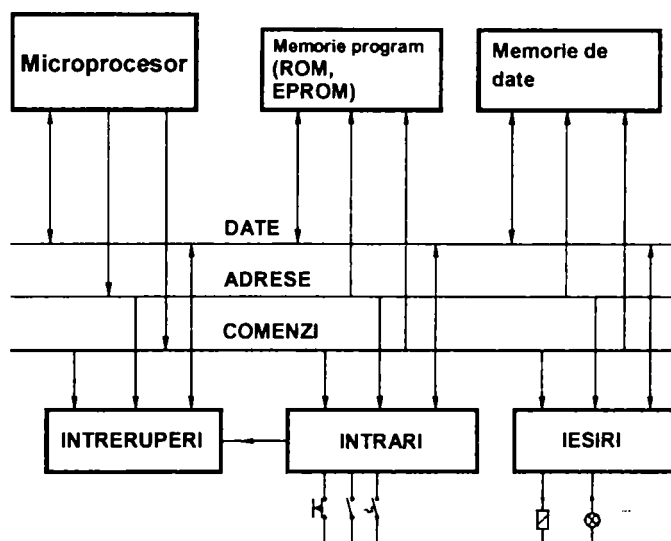 Microprocesor
Memorie program
(ROM,
EPROM)
Memorie de
date
DATE
ADRESE
COMENZI
INTRERUPERI
INTRARI
IESIRI
...